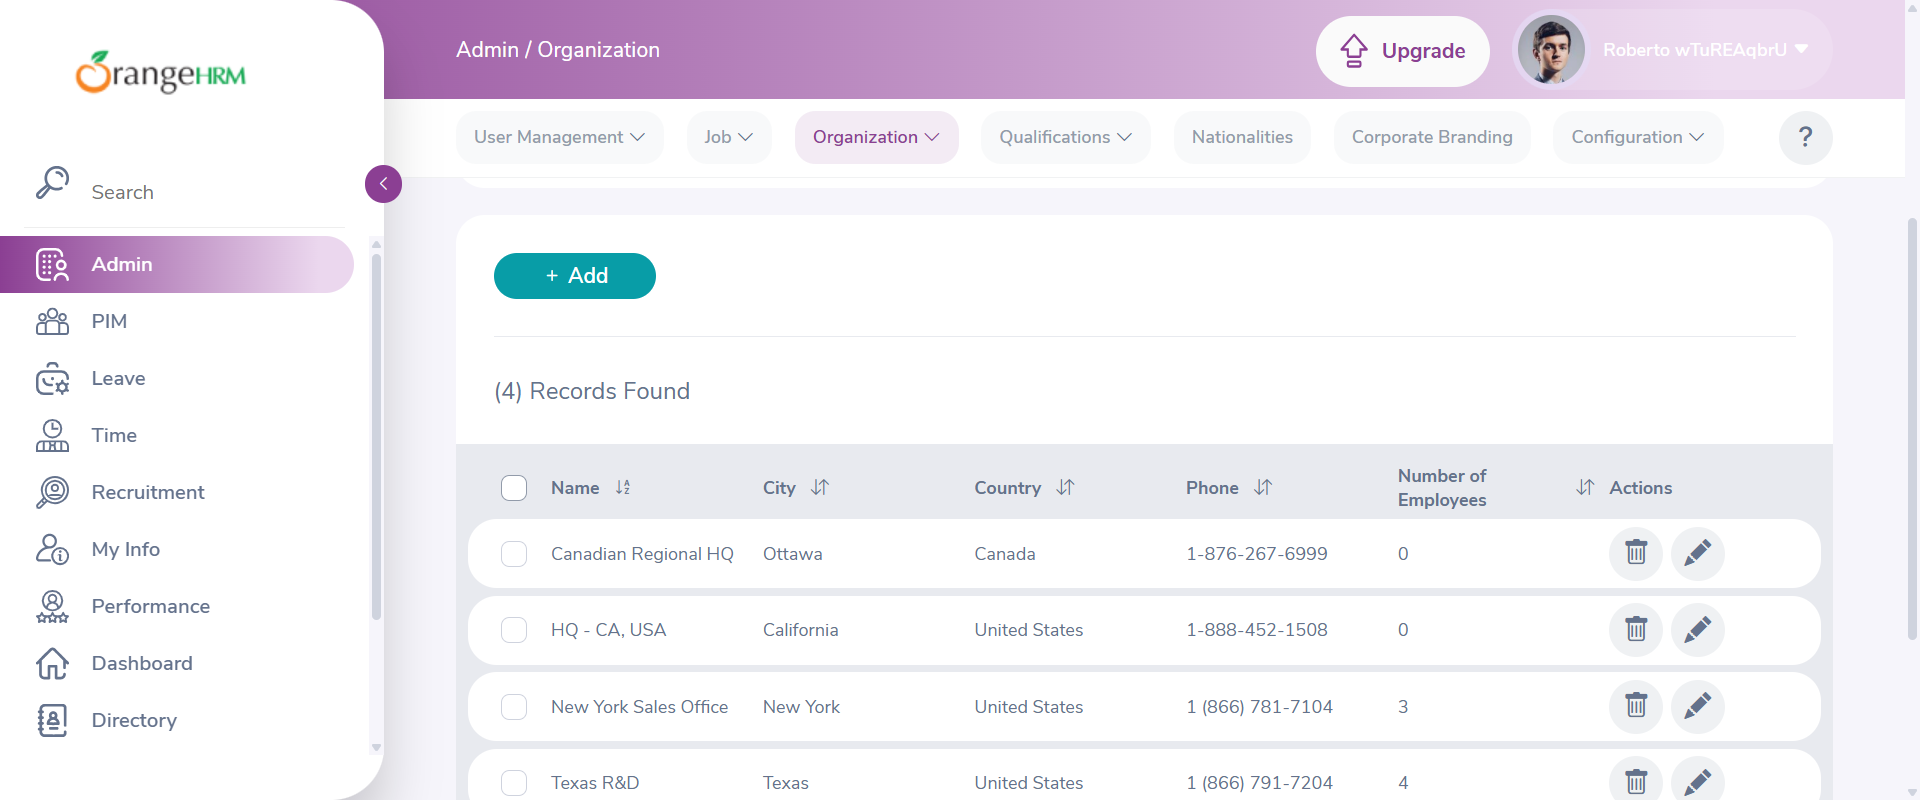 OrangeHRM
Admin / Organization
Upgrade
Roberto wTuREAqbrU
User Management
Job
Organization
Qualifications
Nationalities
Corporate Branding
Configuration
?
Search
Admin
PIM
Leave
Time
Recruitment
My Info
Performance
Dashboard
Directory
+ Add
(4) Records Found
Name City Country Phone Number of Employees Actions
Canadian Regional HQ Ottawa Canada 1-876-267-6999 0
HQ - CA, USA California United States 1-888-452-1508 0
New York Sales Office New York United States 1 (866) 781-7104 3
Texas R&D Texas United States 1 (866) 791-7204 4